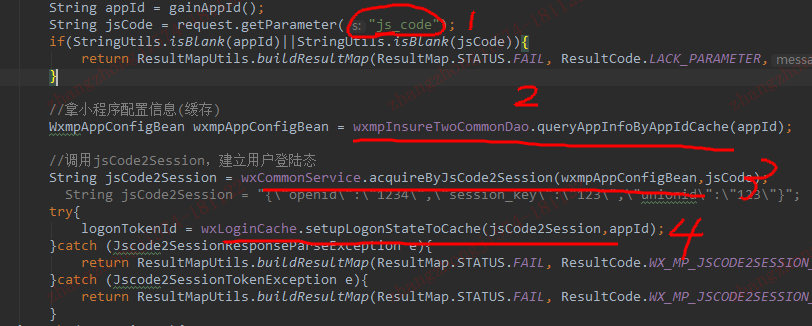 String appId = gainAppId();
String jsCode = request.getParameter( s: "js_code"); 1
if(StringUtils.isBlank(appId)||StringUtils.isBlank(jsCode)){
return ResultMapUtils.buildResultMap(ResultMap.STATUS.FAIL, ResultCode.LACK_PARAMETER,
}
2
//拿小程序配置信息(缓存)
WxmpAppConfigBean wxmpAppConfigBean = wxmpInsureTwoCommonDao.queryAppInfoByAppIdCache(appId);
//调用jsCode2Session, 建立用户登陆态
String jsCode2Session = wxCommonService.acquireByJsCode2Session(wxmpAppConfigBean,jsCode); 3
String jsCode2Session = "{\"openid\":\"1234\",\"session_key\":\"123\",\"unionid\":\"123\"}";
try{
logonTokenId = wxLoginCache.setupLogonStateToCache(jsCode2Session,appId); 4
}catch (Jscode2SessionResponseParseException e){
return ResultMapUtils.buildResultMap(ResultMap.STATUS.FAIL, ResultCode.WX_MP_JSCODE2SESSION_
}catch (Jscode2SessionTokenException e){
return ResultMapUtils.buildResultMap(ResultMap.STATUS.FAIL, ResultCode.WX_MP_JSCODE2SESSION_
}